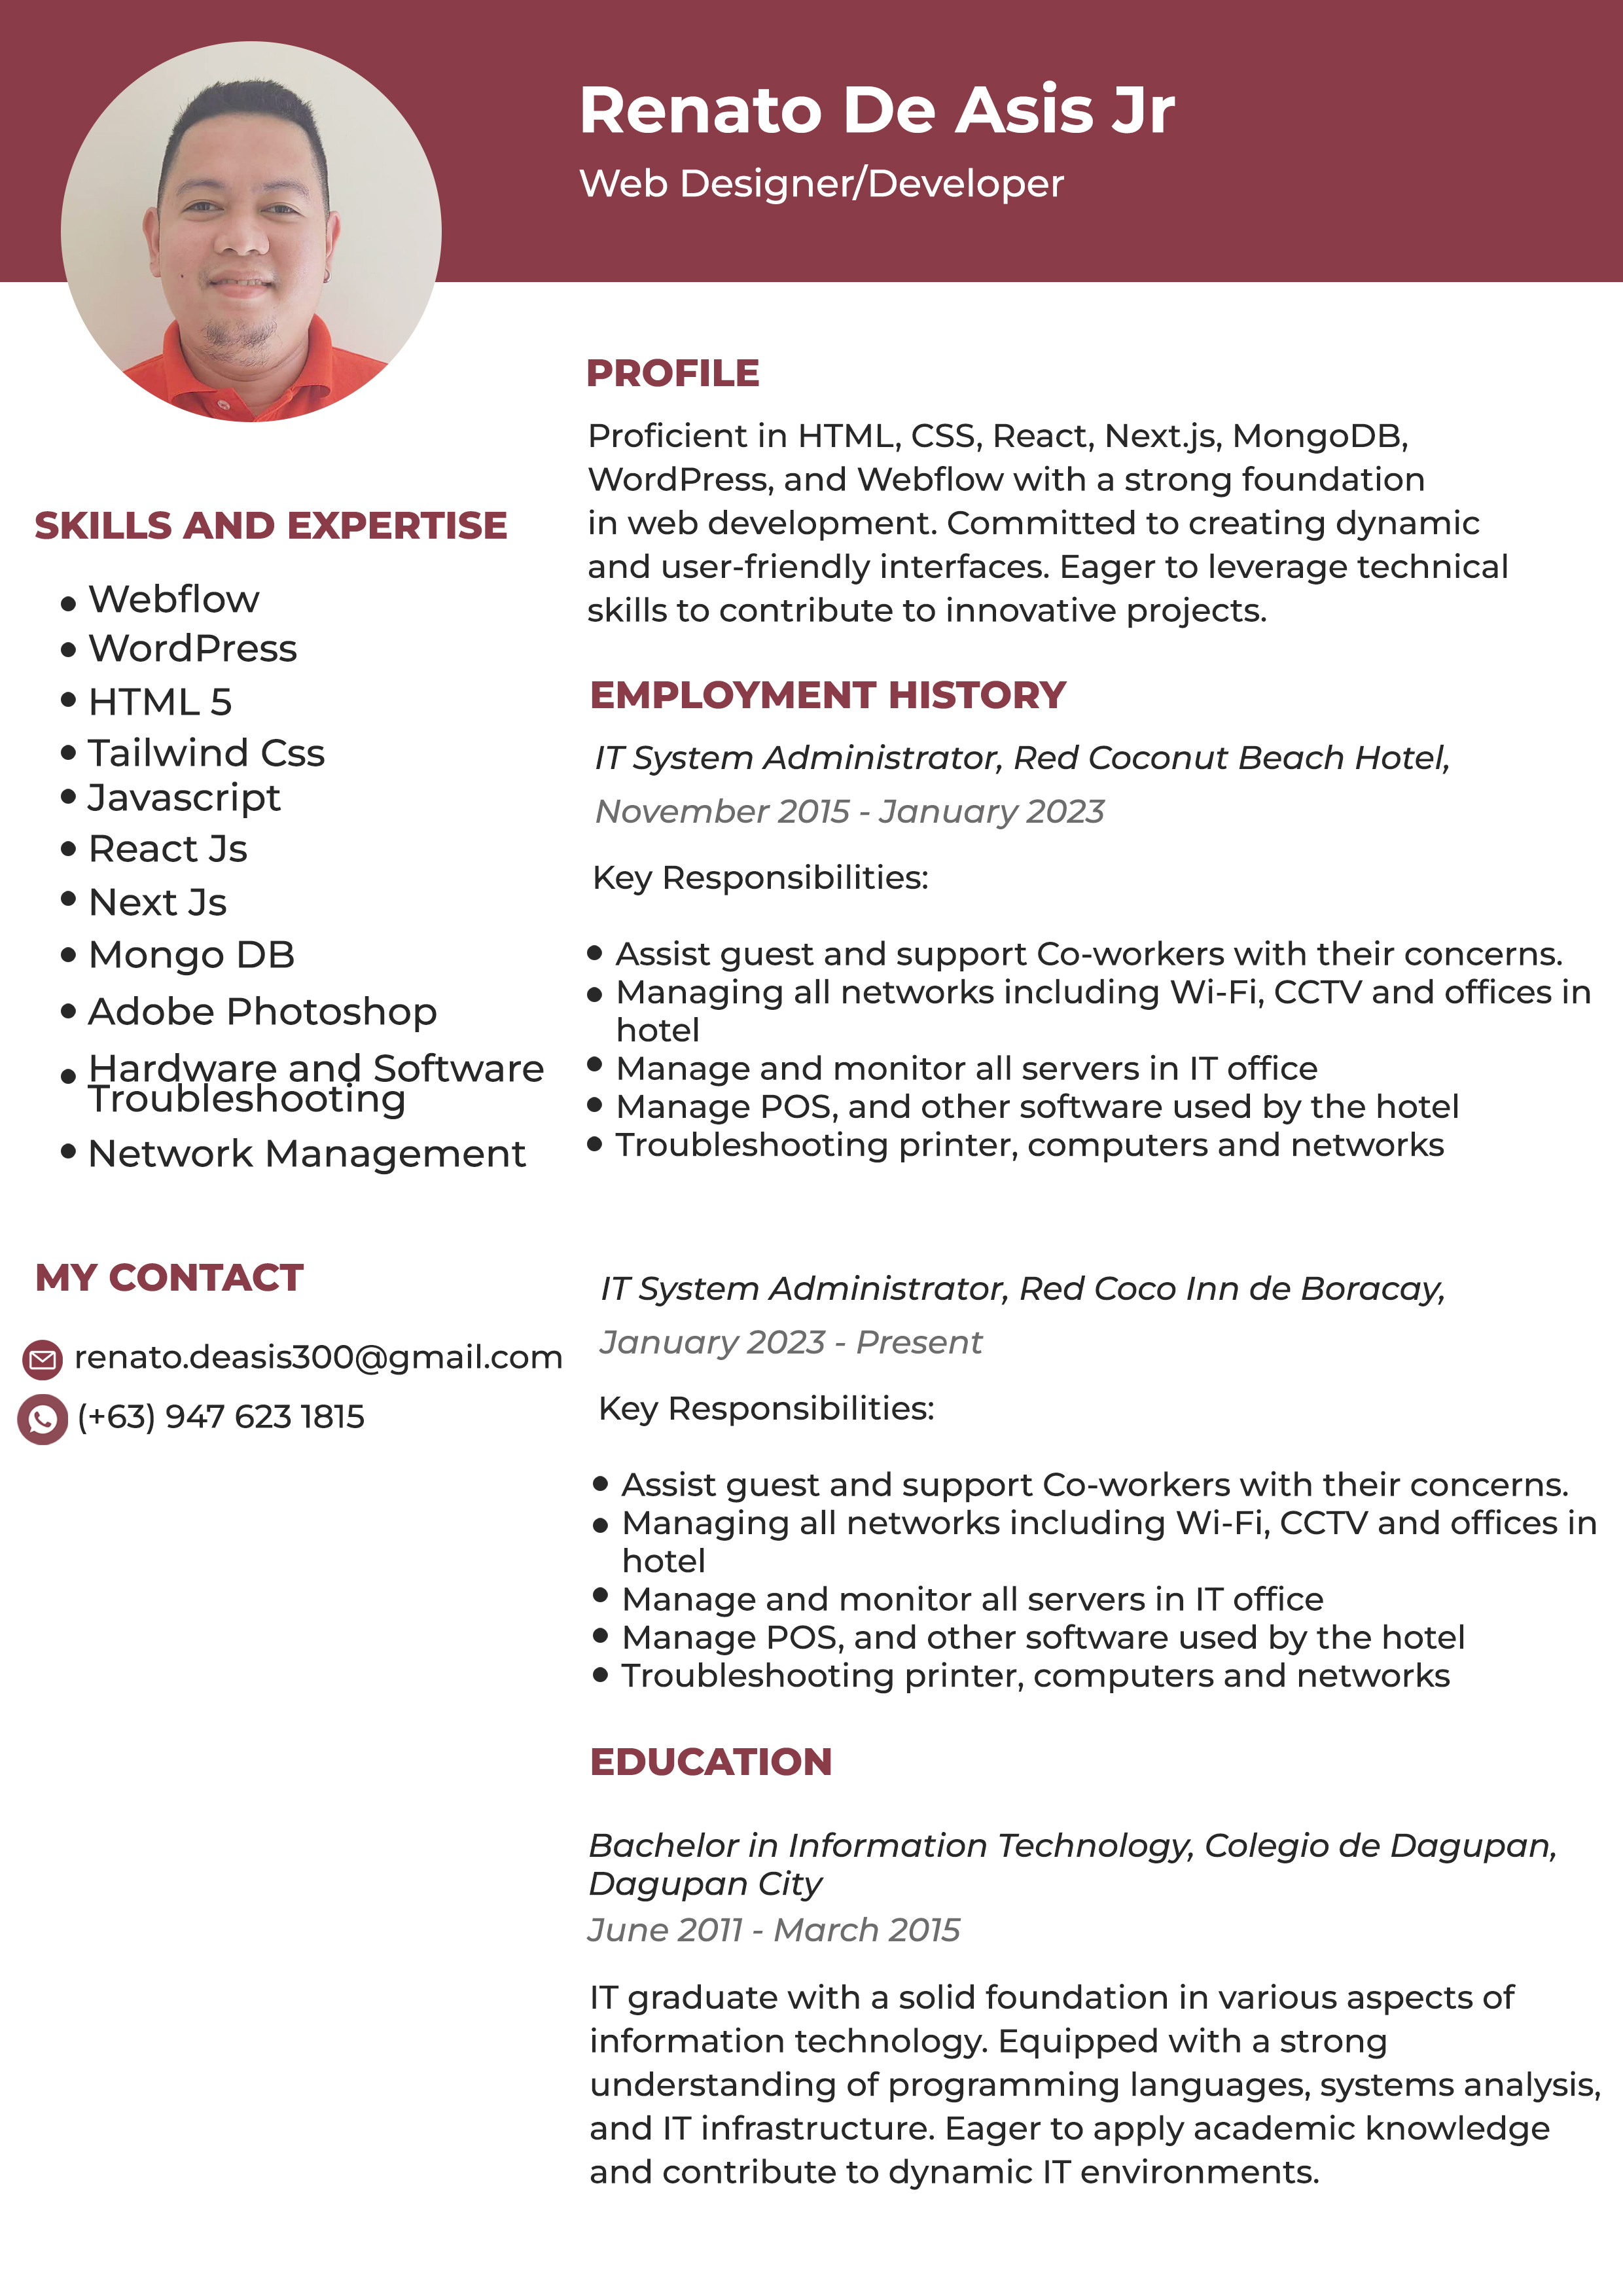 Renato De Asis Jr
Web Designer/Developer
SKILLS AND EXPERTISE
Webflow
WordPress
HTML 5
Tailwind Css
Javascript
React Js
Next Js
Mongo DB
Adobe Photoshop
Hardware and Software
Troubleshooting
Network Management
MY CONTACT
renato.deasis300@gmail.com
(+63) 947 623 1815
PROFILE
Proficient in HTML, CSS, React, Next.js, MongoDB,
WordPress, and Webflow with a strong foundation
in web development. Committed to creating dynamic
and user-friendly interfaces. Eager to leverage technical
skills to contribute to innovative projects.
EMPLOYMENT HISTORY
IT System Administrator, Red Coconut Beach Hotel,
November 2015 - January 2023
Key Responsibilities:
Assist guest and support Co-workers with their concerns.
Managing all networks including Wi-Fi, CCTV and offices in
hotel
Manage and monitor all servers in IT office
Manage POS, and other software used by the hotel
Troubleshooting printer, computers and networks
IT System Administrator, Red Coco Inn de Boracay,
January 2023 - Present
Key Responsibilities:
Assist guest and support Co-workers with their concerns.
Managing all networks including Wi-Fi, CCTV and offices in
hotel
Manage and monitor all servers in IT office
Manage POS, and other software used by the hotel
Troubleshooting printer, computers and networks
EDUCATION
Bachelor in Information Technology, Colegio de Dagupan,
Dagupan City
June 2011 - March 2015
IT graduate with a solid foundation in various aspects of
information technology. Equipped with a strong
understanding of programming languages, systems analysis,
and IT infrastructure. Eager to apply academic knowledge
and contribute to dynamic IT environments.